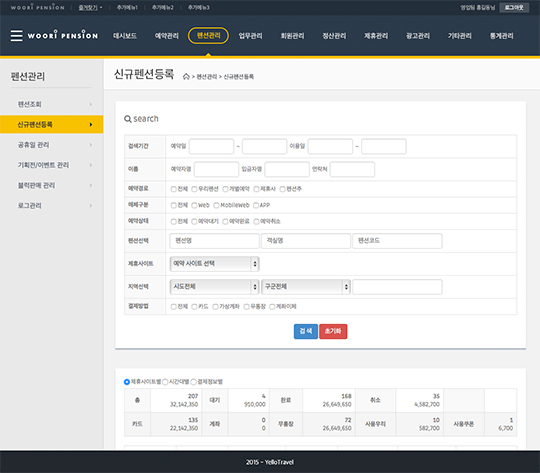 WOORI PENSION 즐겨찾기 추가메뉴1 추가메뉴2 추가메뉴3 영업팀 홍길동님 로그아웃
WOORI PENSION 대시보드 예약관리 펜션관리 업무관리 회원관리 정산관리 제휴관리 광고관리 기타관리 통계관리
펜션관리
펜션조회
신규펜션등록
공휴일 관리
기획전/이벤트 관리
블럭판매 관리
로그관리
신규펜션등록 > 펜션관리 > 신규펜션등록
search
검색기간 예약일 ~ 이용일 ~
이름 예약자명 입금자명 연락처
예약경로 전체 우리펜션 개별예약 제휴사 펜션주
매체구분 전체 Web MobileWeb APP
예약상태 전체 예약대기 예약완료 예약취소
펜션선택 펜션명 객실명 펜션코드
제휴사이트 예약 사이트 선택
지역선택 시도전체 구군전체
결제방법 전체 카드 가상계좌 무통장 계좌이체
검색 초기화
제휴사이트별 시간대별 결제정보별
총 207 대기 4 완료 168 취소 35
32,142,350 910,000 26,649,650 4,582,700
카드 135 계좌 0 무통장 72 사용우리 10 사용쿠폰 1
22,142,350 0 26,649,650 582,700 6,700
2015 - YelloTravel